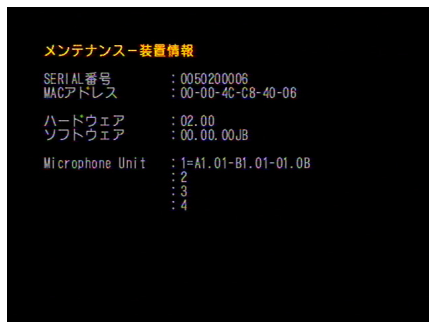 メンテナンス－装置情報
SERIAL番号 : 0050200006
MACアドレス : 00-00-4C-C8-40-06
ハードウェア : 02.00
ソフトウェア : 00.00.00JB
Microphone Unit : 1=A1.01-B1.01-01.0B
: 2
: 3
: 4